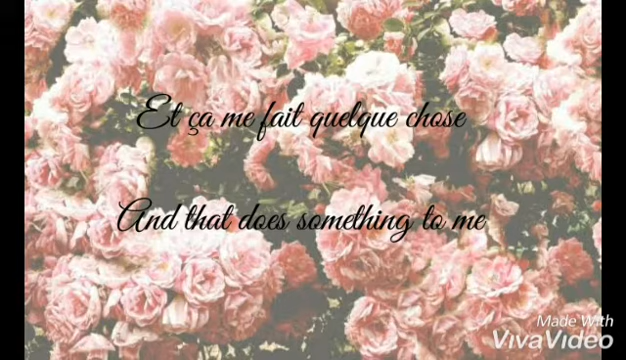 Et ça me fait quelque chose
And that does something to me
Made With
VivaVideo